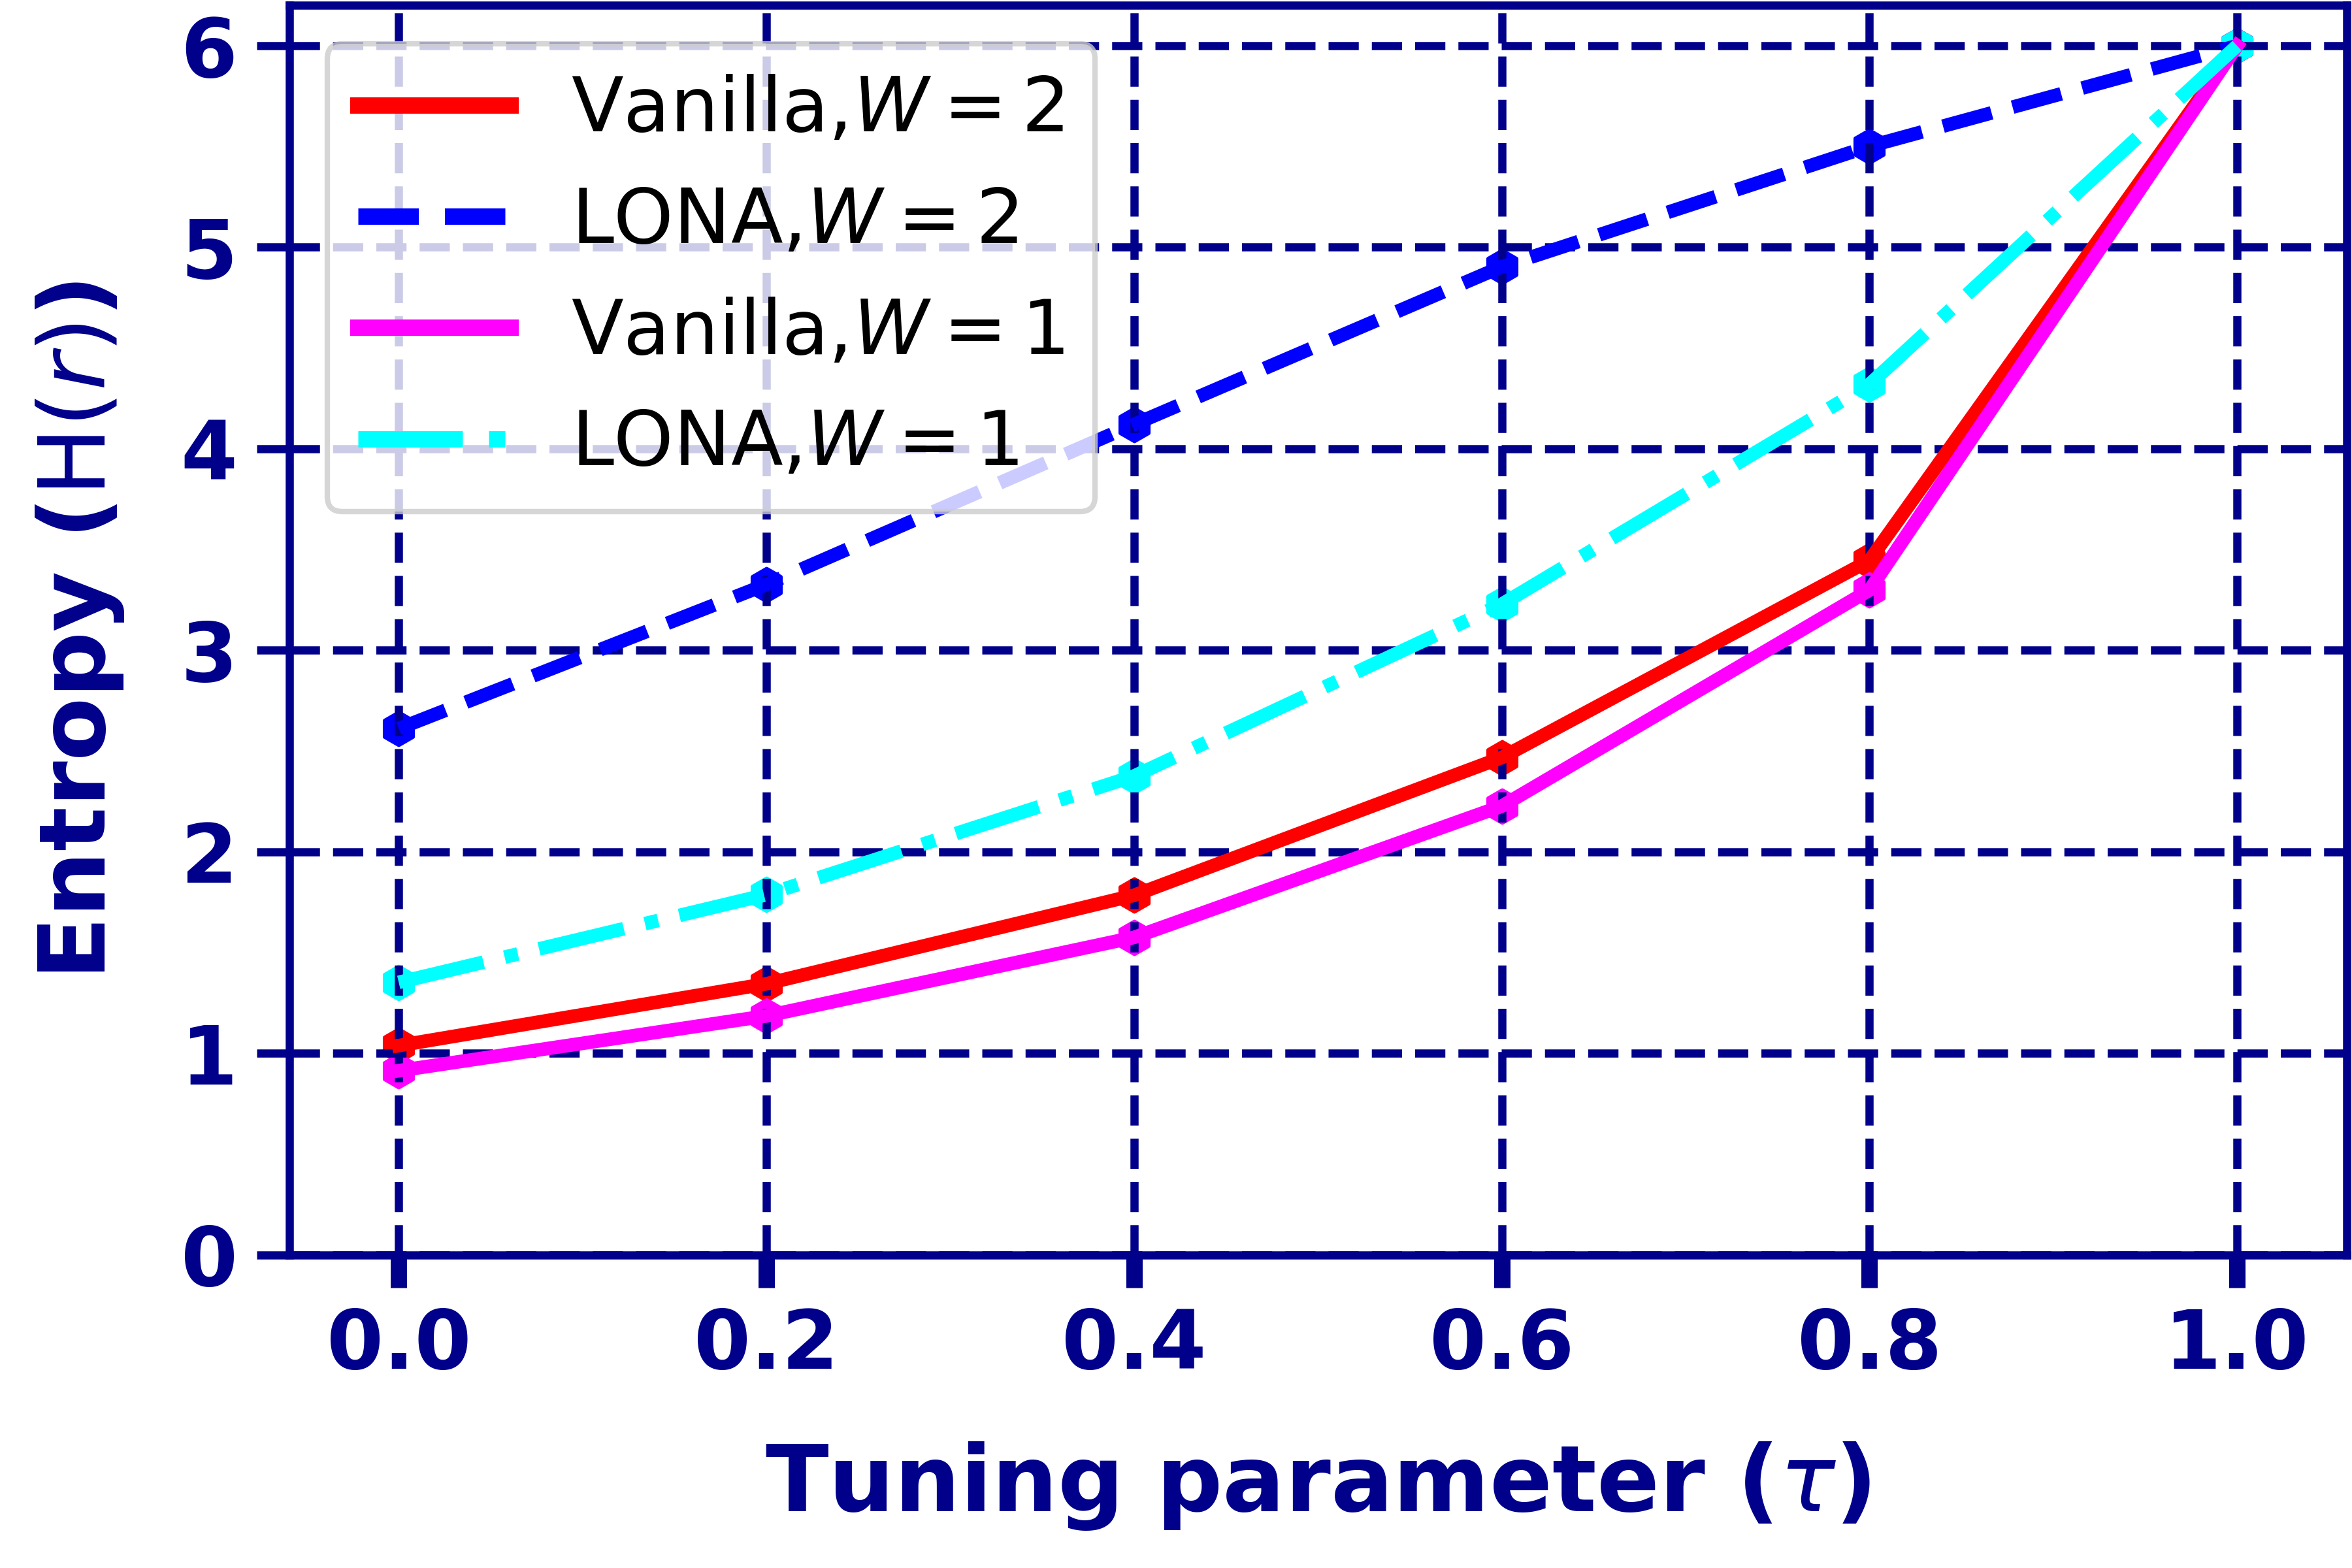 Entropy (H(r))
6
5
4
3
2
1
0
Vanilla,W = 2
LONA,W = 2
Vanilla,W = 1
LONA,W = 1
0.0 0.2 0.4 0.6 0.8 1.0
Tuning parameter (τ)